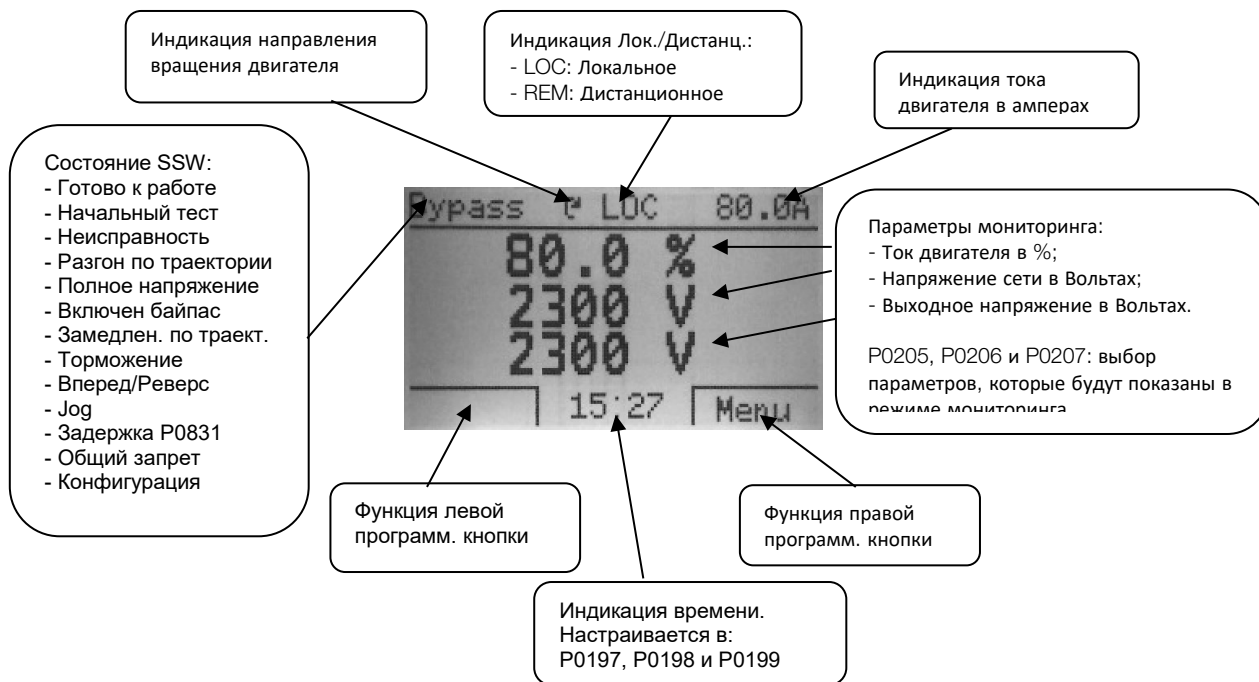 Индикация направления
вращения двигателя
Индикация Лок./Дистанц.:
- LOC: Локальное
- REM: Дистанционное
Индикация тока
двигателя в амперах
Состояние SSW:
- Готово к работе
- Начальный тест
- Неисправность
- Разгон по траектории
- Полное напряжение
- Включен байпас
- Замедлен. по траект.
- Торможение
- Вперед/Реверс
- Jog
- Задержка P0831
- Общий запрет
- Конфигурация
Bypass LOC 80.0A
80.0 %
2300 V
2300 V
15:27 Menu
Параметры мониторинга:
- Ток двигателя в %;
- Напряжение сети в Вольтах;
- Выходное напряжение в Вольтах.
P0205, P0206 и P0207: выбор
параметров, которые будут показаны в
режиме мониторинга
Функция левой
программ. кнопки
Функция правой
программ. кнопки
Индикация времени.
Настраивается в:
P0197, P0198 и P0199